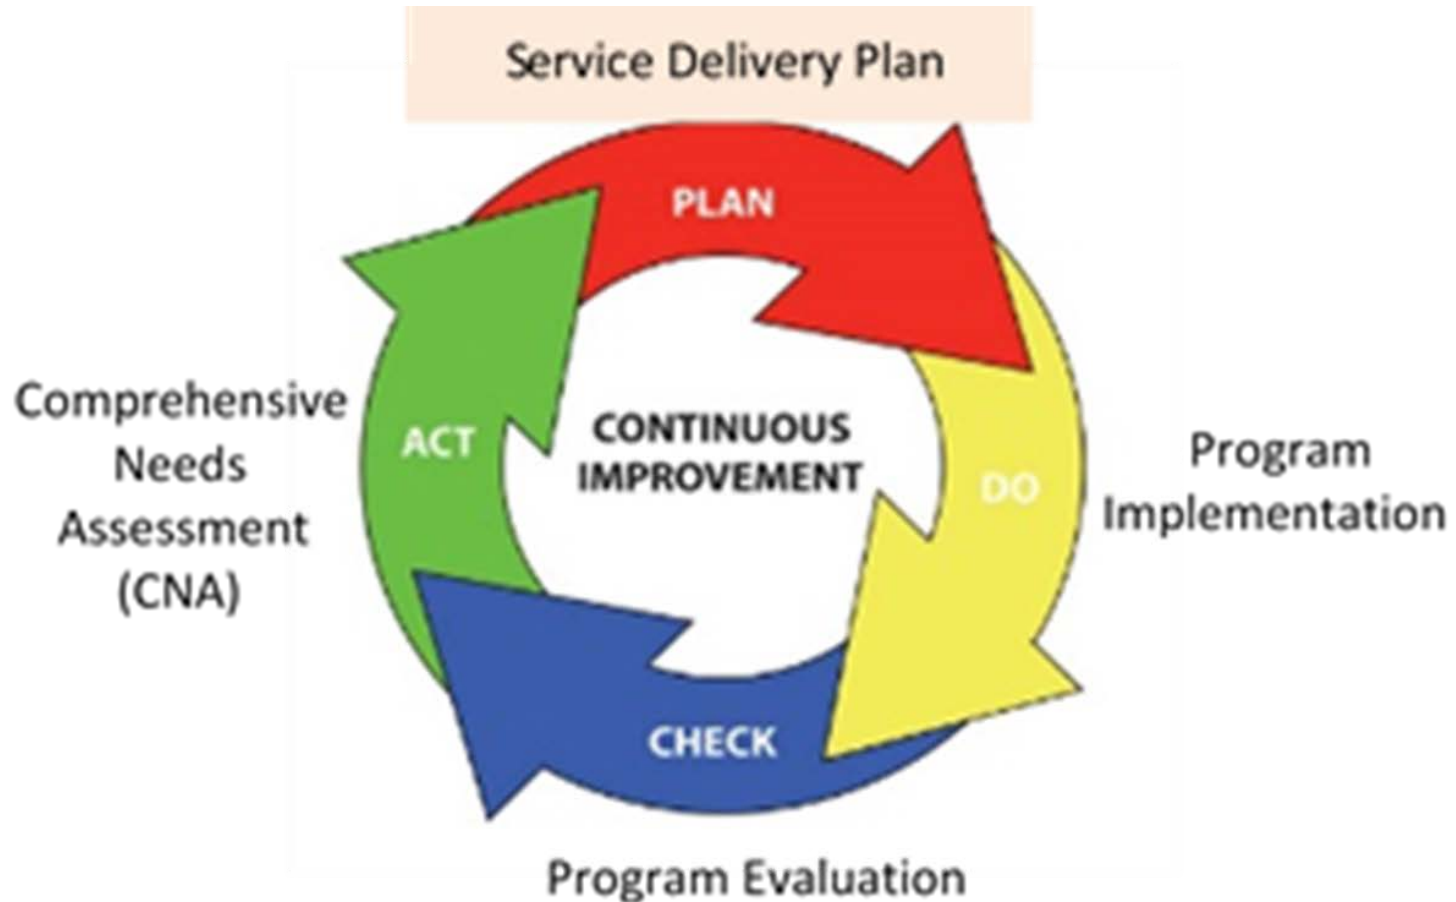 Service Delivery Plan
PLAN
Comprehensive
Needs
Assessment
(CNA)
ACT
CONTINUOUS
IMPROVEMENT
DO
Program
Implementation
CHECK
Program Evaluation